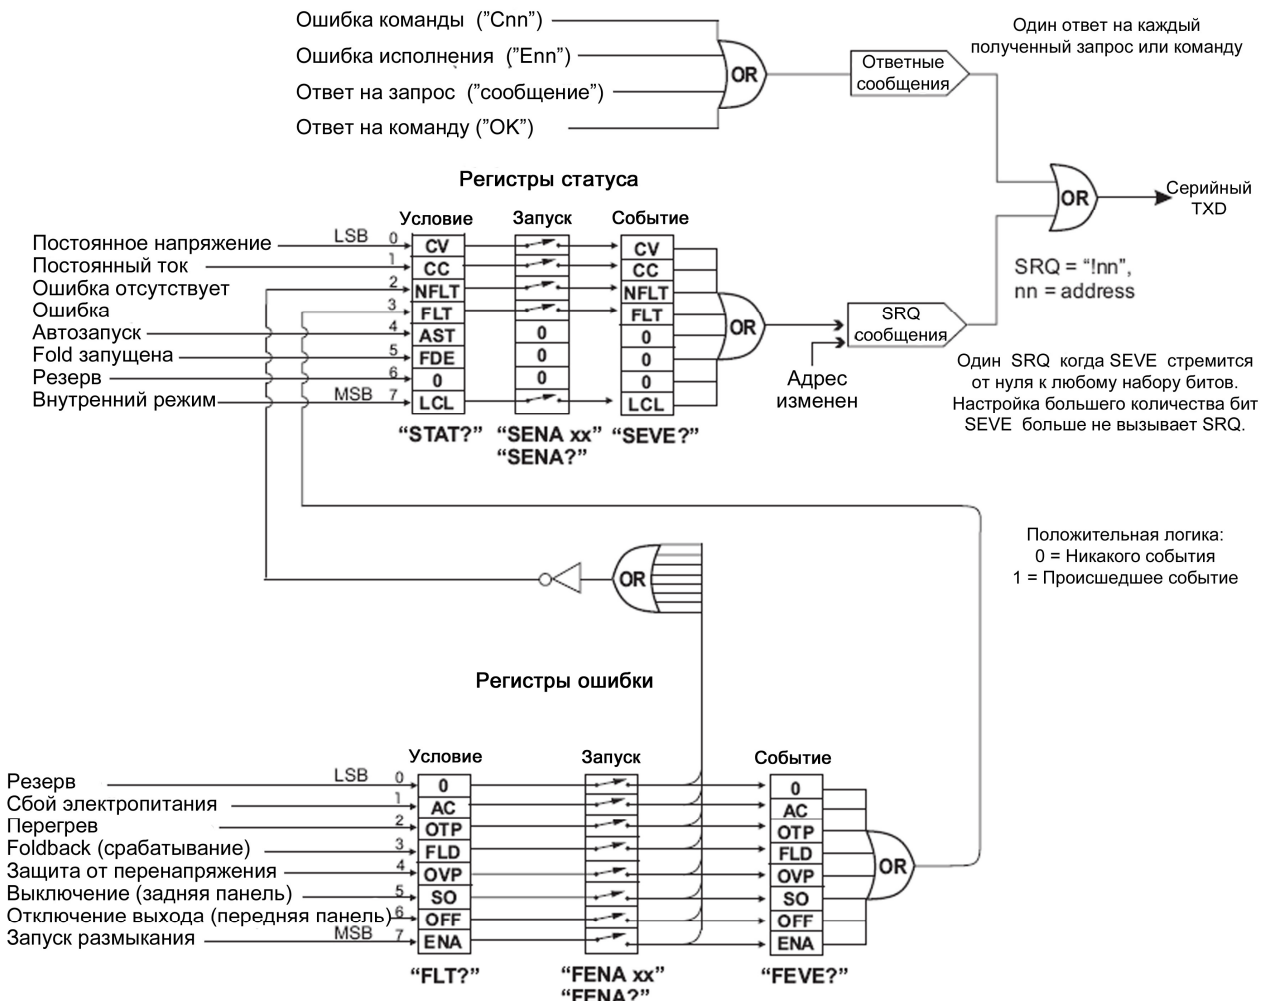 Ошибка команды ("Cnn")
Ошибка исполнения ("Enn")
Ответ на запрос ("сообщение")
Ответ на команду ("OK")
OR
Ответные
сообщения
Один ответ на каждый
полученный запрос или команду
OR
Серийный
TXD
SRQ = “!nn”,
nn = address
Регистры статуса
Условие
Запуск
Событие
Постоянное напряжение LSB 0 CV CV
Постоянный ток 1 CC CC
Ошибка отсутствует 2 NFLT NFLT
Ошибка 3 FLT FLT
Автозапуск 4 AST 0 0
Fold запущена 5 FDE 0 0
Резерв 6 0 0 0
Внутренний режим MSB 7 LCL LCL
“STAT?”
“SENA xx”
“SENA?”
“SEVE?”
OR
SRQ
сообщения
Адрес
изменен
Один SRQ когда SEVE стремится
от нуля к любому набору битов.
Настройка большего количества бит
SEVE больше не вызывает SRQ.
OR
Положительная логика:
0 = Никакого события
1 = Происшедшее событие
Регистры ошибки
Условие
Запуск
Событие
Резерв LSB 0 0 0
Сбой электропитания 1 AC AC
Перегрев 2 OTP OTP
Foldback (срабатывание) 3 FLD FLD
Защита от перенапряжения 4 OVP OVP
Выключение (задняя панель) 5 SO SO
Отключение выхода (передняя панель) 6 OFF OFF
Запуск размыкания MSB 7 ENA ENA
OR
“FLT?”
“FENA xx”
“FENA?”
“FEVE?”